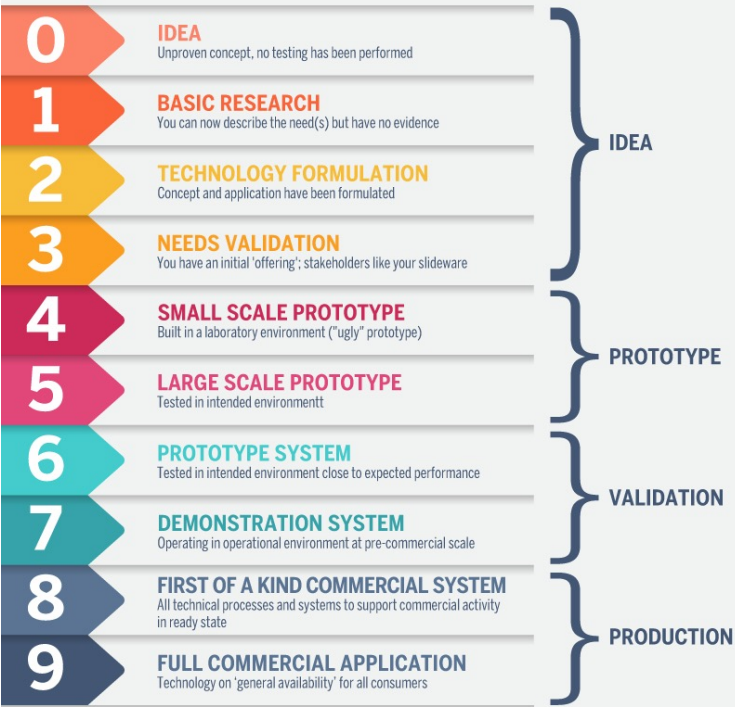 0
IDEA
Unproven concept, no testing has been performed
1
BASIC RESEARCH
You can now describe the need(s) but have no evidence
2
TECHNOLOGY FORMULATION
Concept and application have been formulated
3
NEEDS VALIDATION
You have an initial 'offering'; stakeholders like your slideware
IDEA
4
SMALL SCALE PROTOTYPE
Built in a laboratory environment ("ugly" prototype)
5
LARGE SCALE PROTOTYPE
Tested in intended environmentt
PROTOTYPE
6
PROTOTYPE SYSTEM
Tested in intended environment close to expected performance
7
DEMONSTRATION SYSTEM
Operating in operational environment at pre-commercial scale
VALIDATION
8
FIRST OF A KIND COMMERCIAL SYSTEM
All technical processes and systems to support commercial activity
in ready state
9
FULL COMMERCIAL APPLICATION
Technology on 'general availability' for all consumers
PRODUCTION